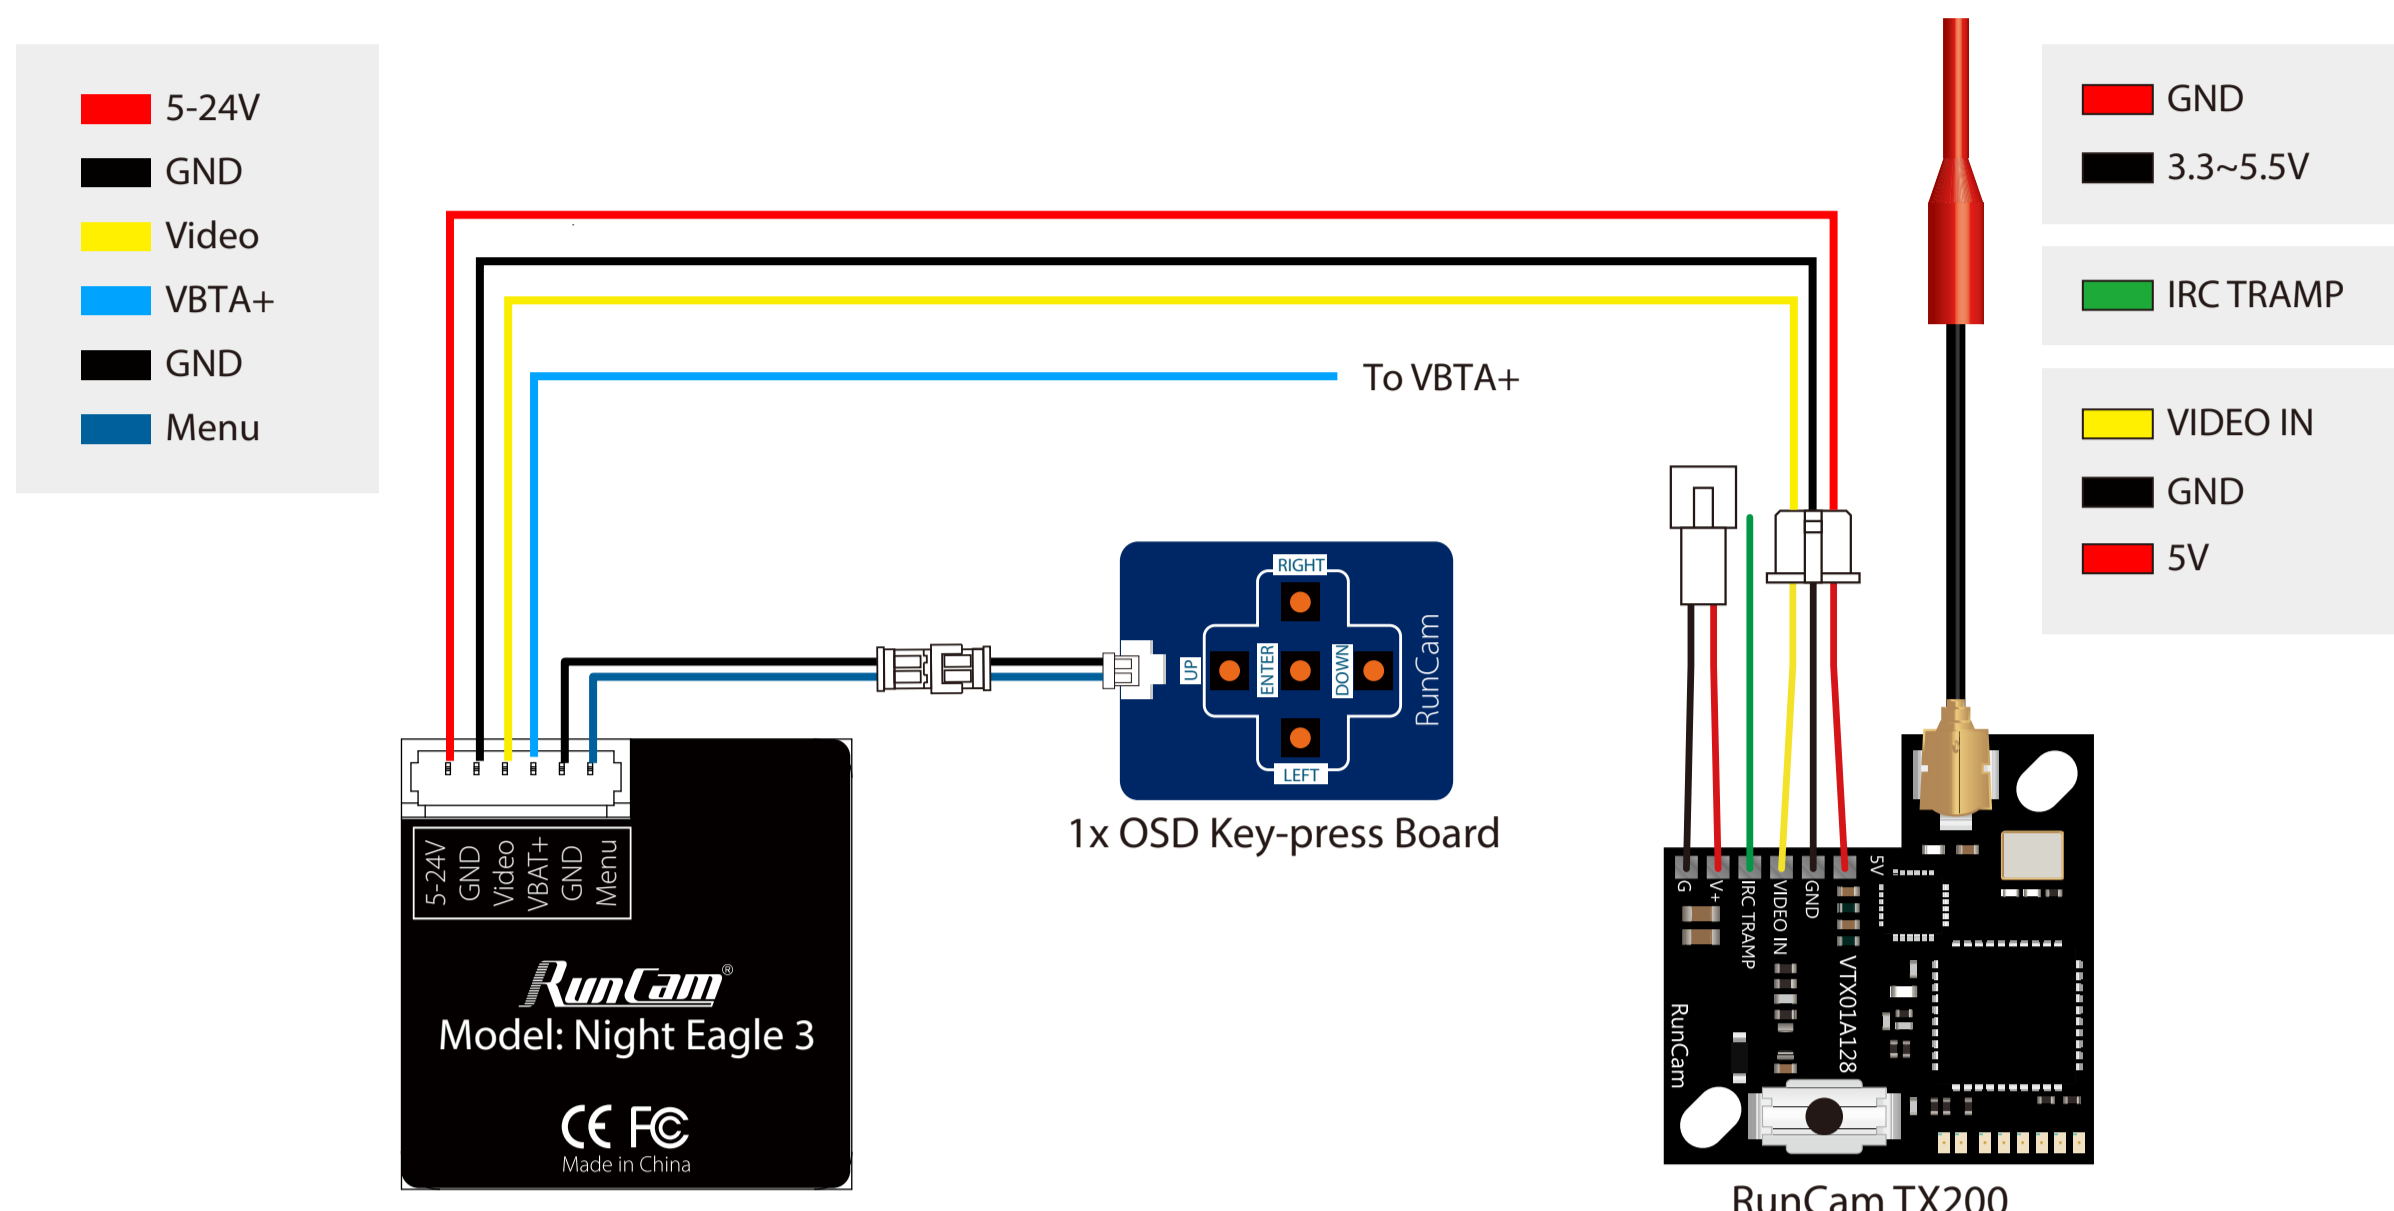 5-24V
GND
Video
VBTA+
GND
Menu
GND
3.3~5.5V
IRC TRAMP
VIDEO IN
GND
5V
To VBTA+
RIGHT
UP
ENTER
DOWN
LEFT
RunCam
1x OSD Key-press Board
5-24V
GND
Video
VBAT+
GND
Menu
RunCam®
Model: Night Eagle 3
CE FC
Made in China
G
V+
IRC TRAMP
VIDEO IN
GND
5V
VTX01A128
RunCam
RunCam TX200